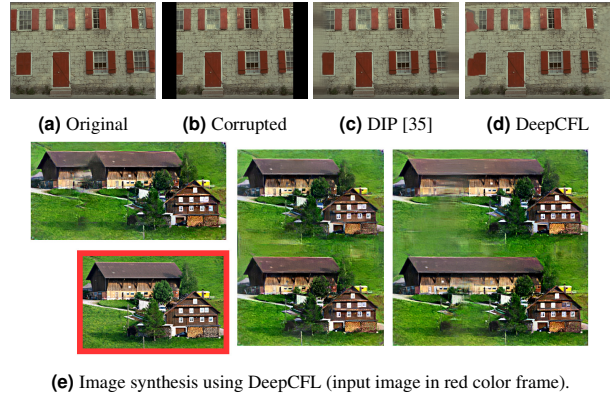 (a) Original (b) Corrupted (c) DIP [35] (d) DeepCFL
(e) Image synthesis using DeepCFL (input image in red color frame).